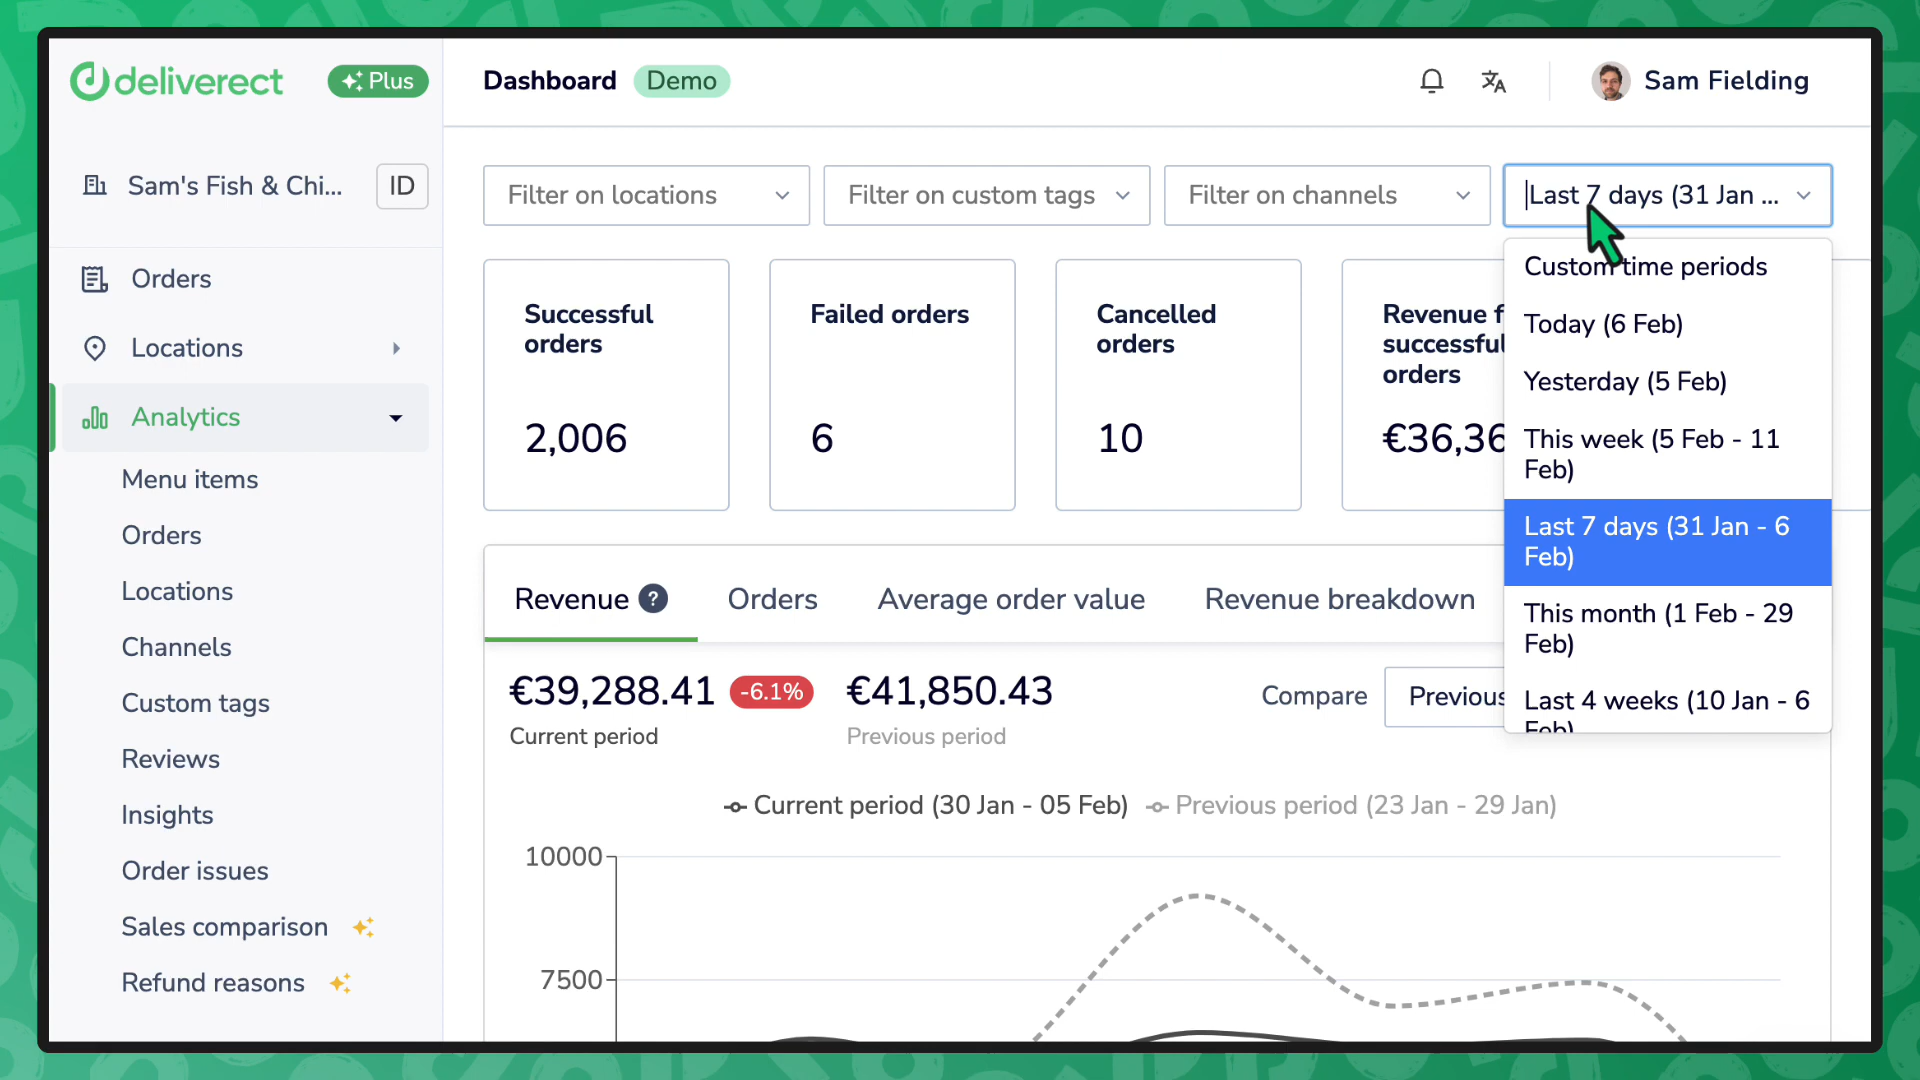 deliverect
Plus
Dashboard
Demo
Sam Fielding
Sam's Fish & Chi...
ID
Orders
Locations
Analytics
Menu items
Orders
Locations
Channels
Custom tags
Reviews
Insights
Order issues
Sales comparison
Refund reasons
Filter on locations
Filter on custom tags
Filter on channels
Last 7 days (31 Jan ...
Custom time periods
Today (6 Feb)
Yesterday (5 Feb)
This week (5 Feb - 11
Feb)
Last 7 days (31 Jan - 6
Feb)
This month (1 Feb - 29
Feb)
Last 4 weeks (10 Jan - 6
Feb)
Successful
orders
2,006
Failed orders
6
Cancelled
orders
10
Revenue f
successful
orders
€36,36
Revenue ?
Orders
Average order value
Revenue breakdown
€39,288.41
-6.1%
€41,850.43
Current period
Previous period
Compare
Previous
Current period (30 Jan - 05 Feb)
Previous period (23 Jan - 29 Jan)
10000
7500